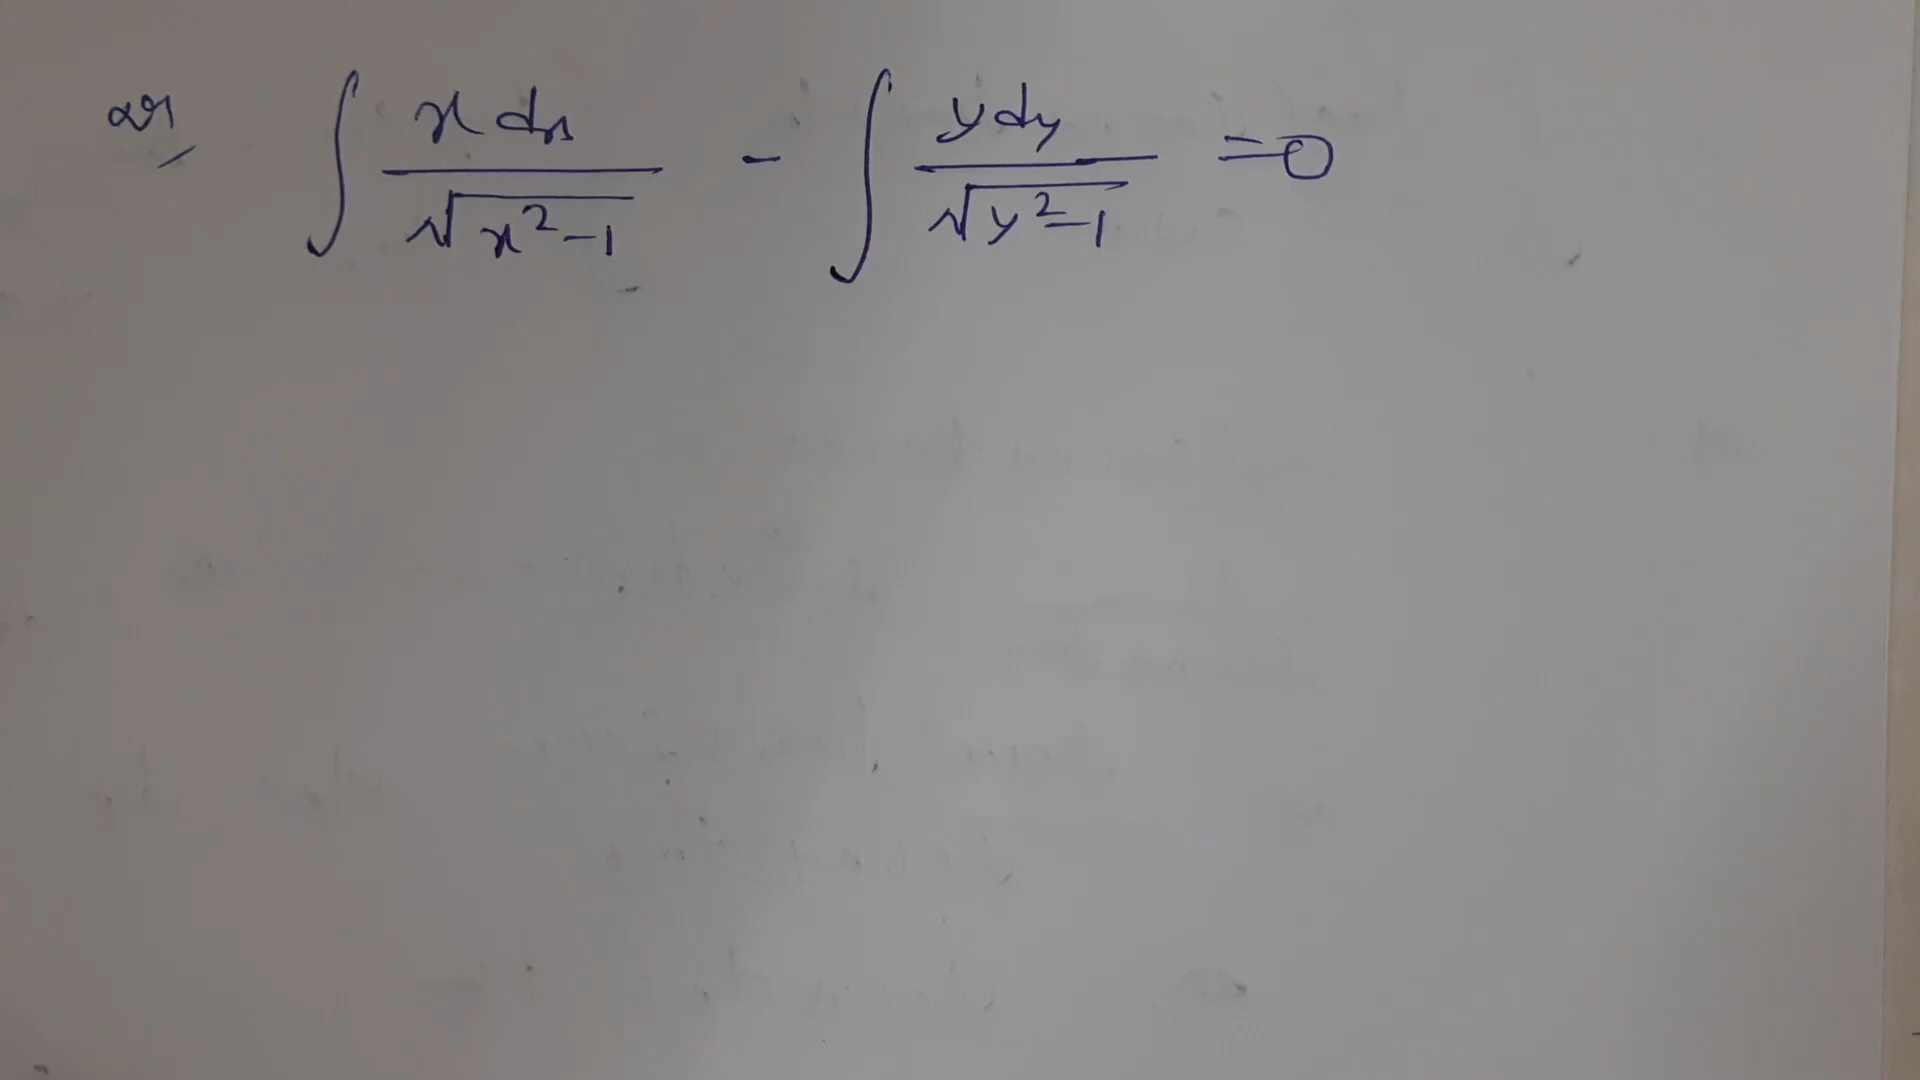 or ∫ x dx / √(x² - 1) - ∫ y dy / √(y² - 1) = 0